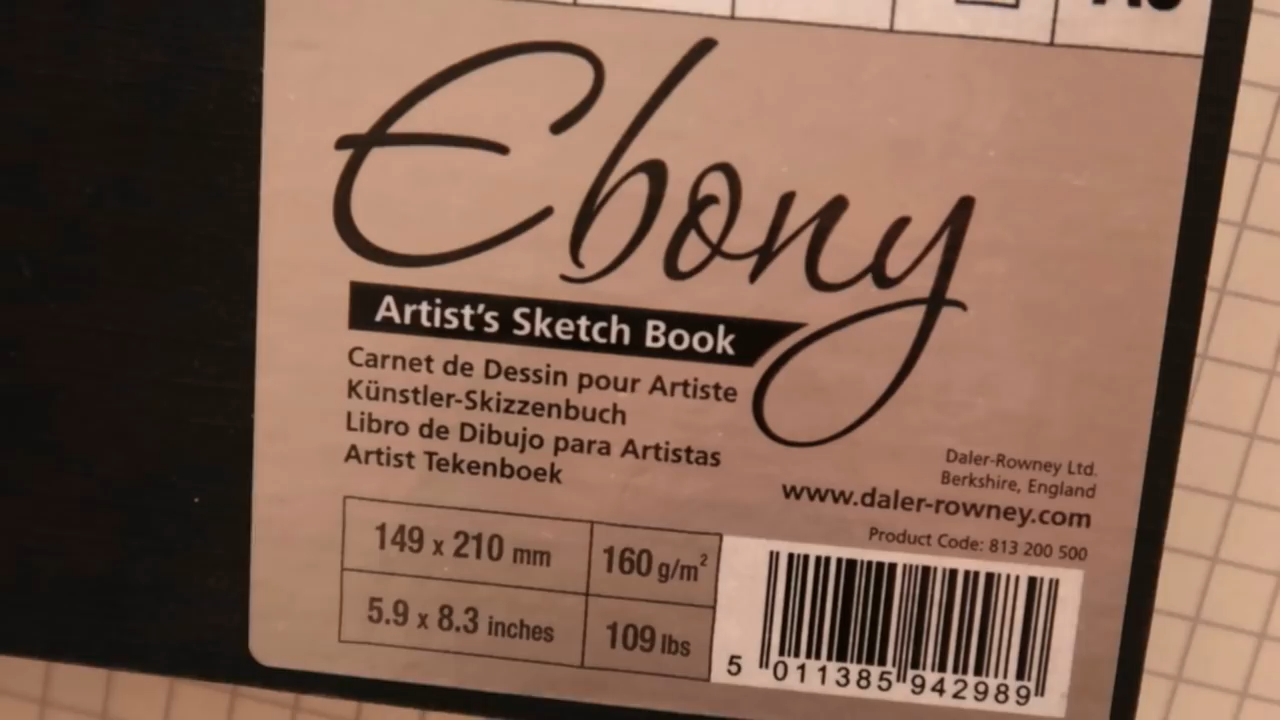 Ebony
Artist's Sketch Book
Carnet de Dessin pour Artiste
Künstler-Skizzenbuch
Libro de Dibujo para Artistas
Artist Tekenboek
Daler-Rowney Ltd.
Berkshire, England
www.daler-rowney.com
Product Code: 813 200 500
149 x 210 mm
160 g/m²
5.9 x 8.3 inches
109 lbs
5 011385 942989